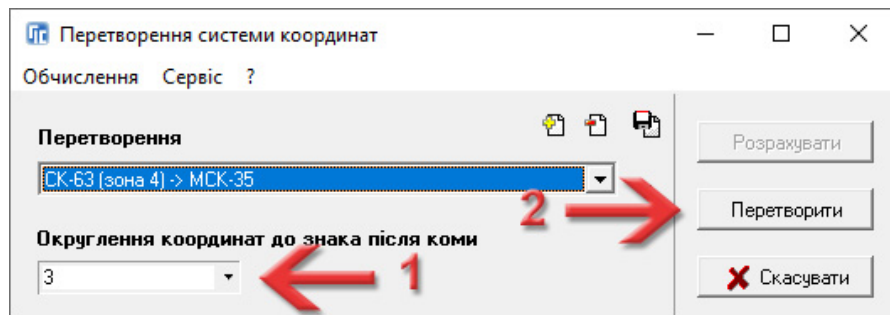 Перетворення системи координат
Обчислення Сервіс ?
Перетворення
Розрахувати
СК-63 (зона 4) -> МСК-35
2
Перетворити
Округлення координат до знака після коми
3
1
Скасувати